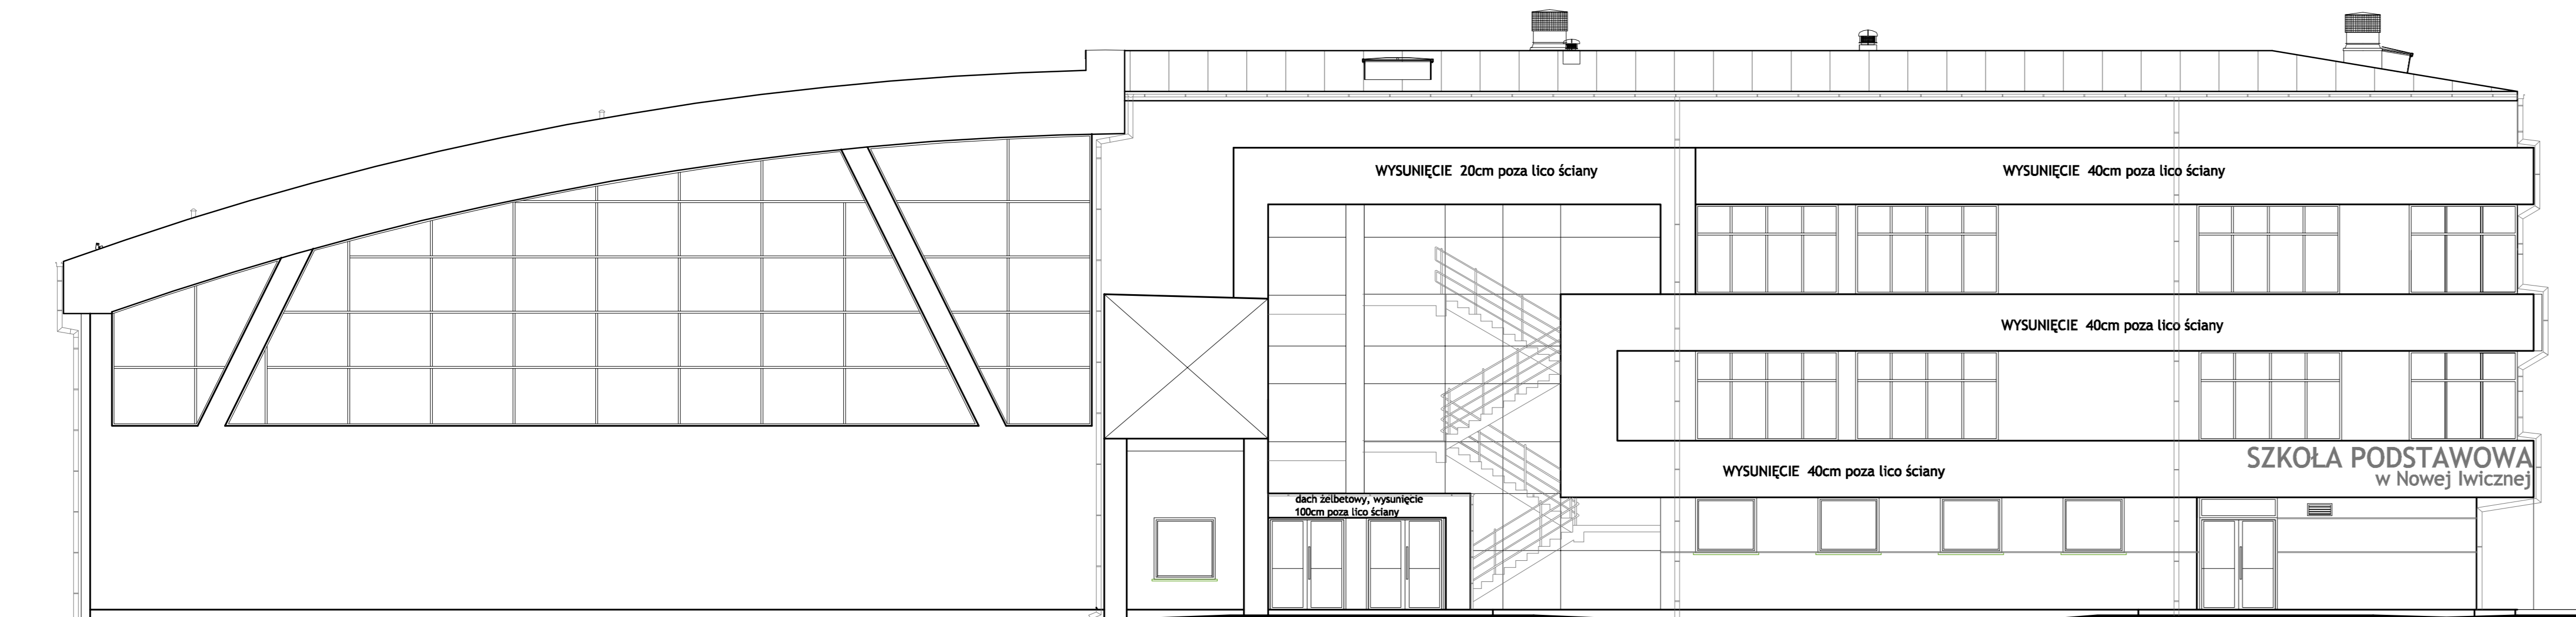 WYSUNIĘCIE 20cm poza lico ściany
WYSUNIĘCIE 40cm poza lico ściany
WYSUNIĘCIE 40cm poza lico ściany
SZKOŁA PODSTAWOWA
w Nowej Iwicznej
WYSUNIĘCIE 40cm poza lico ściany
dach żelbetowy, wysunięcie
100cm poza lico ściany